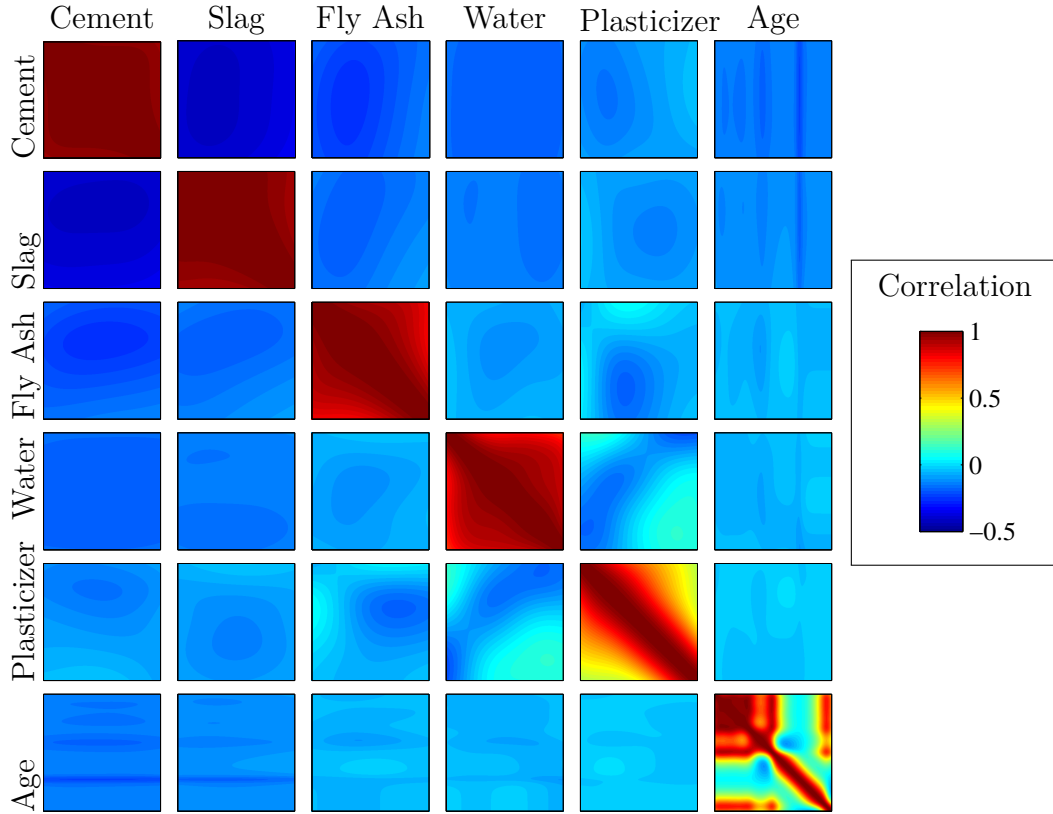 Cement Slag Fly Ash Water Plasticizer Age
Cement
Slag
Fly Ash
Water
Plasticizer
Age
Correlation
1
0.5
0
−0.5